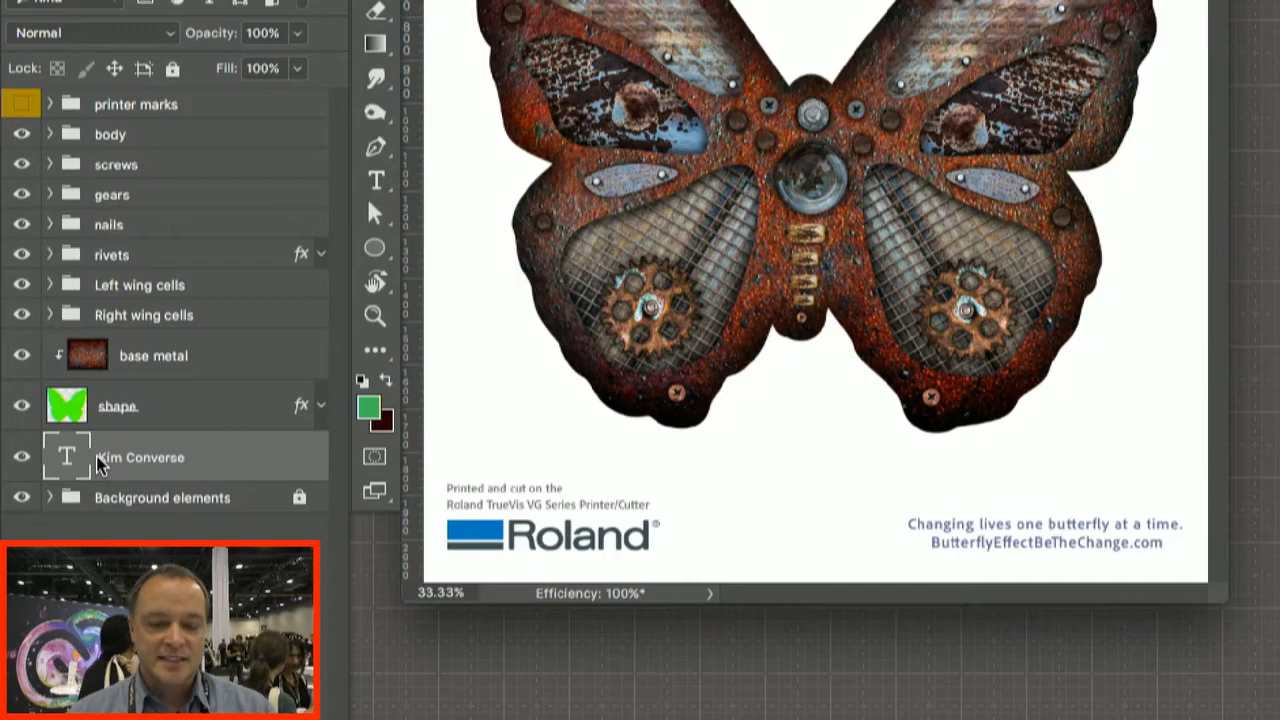 Normal
Opacity: 100%
Lock:
Fill: 100%
printer marks
body
screws
gears
nails
rivets
fx
Left wing cells
Right wing cells
base metal
shape
fx
T
Kim Converse
Background elements
T
Printed and cut on the
Roland TrueVis VG Series Printer/Cutter
Roland®
Changing lives one butterfly at a time.
ButterflyEffectBeTheChange.com
33.33%
Efficiency: 100%*